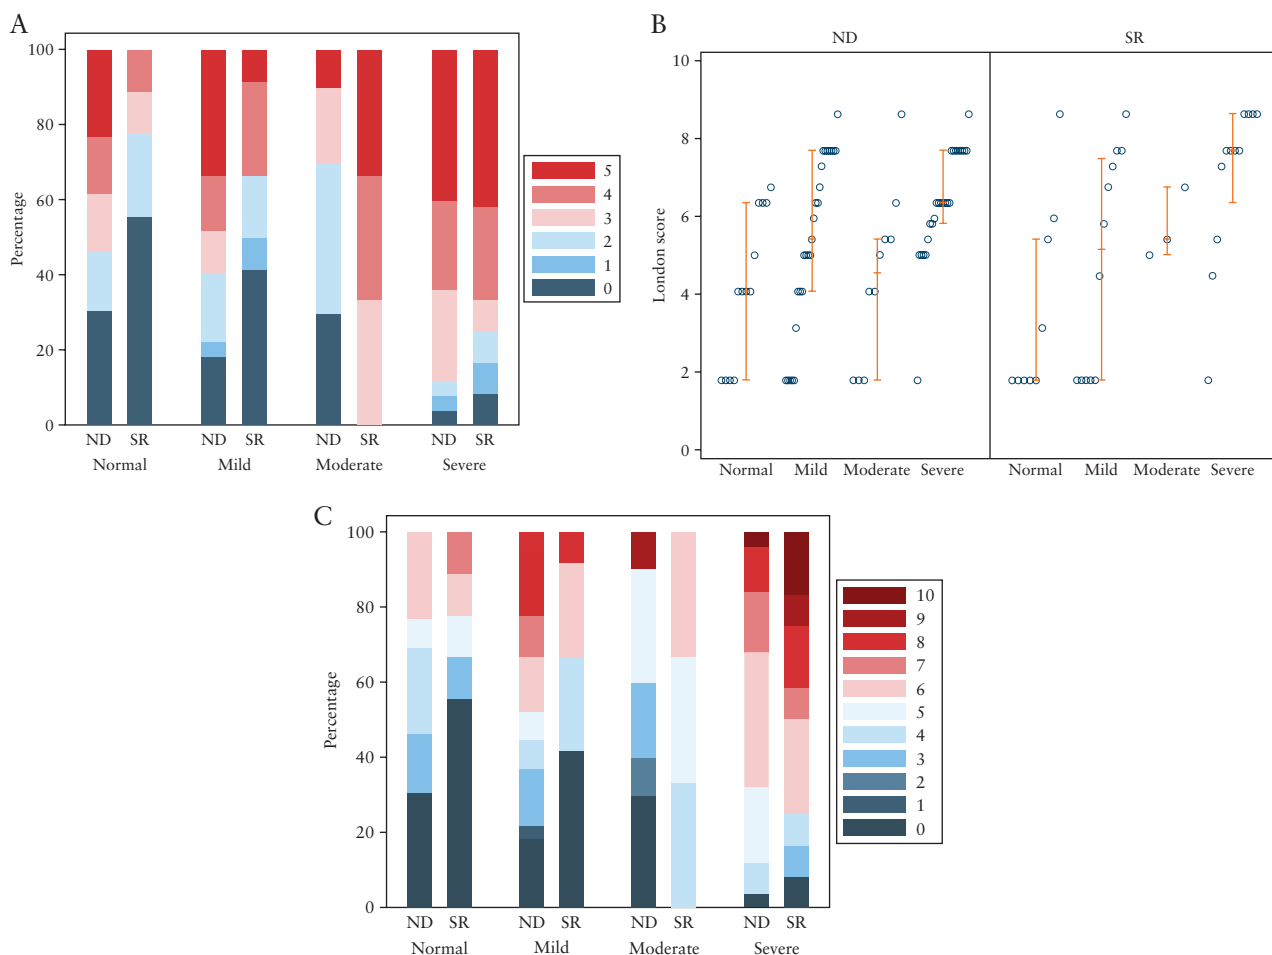 A
Percentage
100
80
60
40
20
0
ND SR ND SR ND SR ND SR
Normal Mild Moderate Severe
5
4
3
2
1
0
B
ND SR
London score
10
8
6
4
2
0
Normal Mild Moderate Severe Normal Mild Moderate Severe
C
Percentage
100
80
60
40
20
0
ND SR ND SR ND SR ND SR
Normal Mild Moderate Severe
10
9
8
7
6
5
4
3
2
1
0